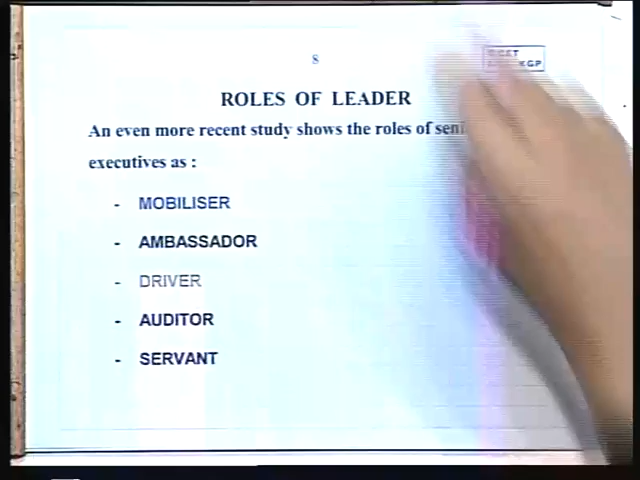 8
ROLES OF LEADER
An even more recent study shows the roles of
executives as :
- MOBILISER
- AMBASSADOR
- DRIVER
- AUDITOR
- SERVANT
KGP